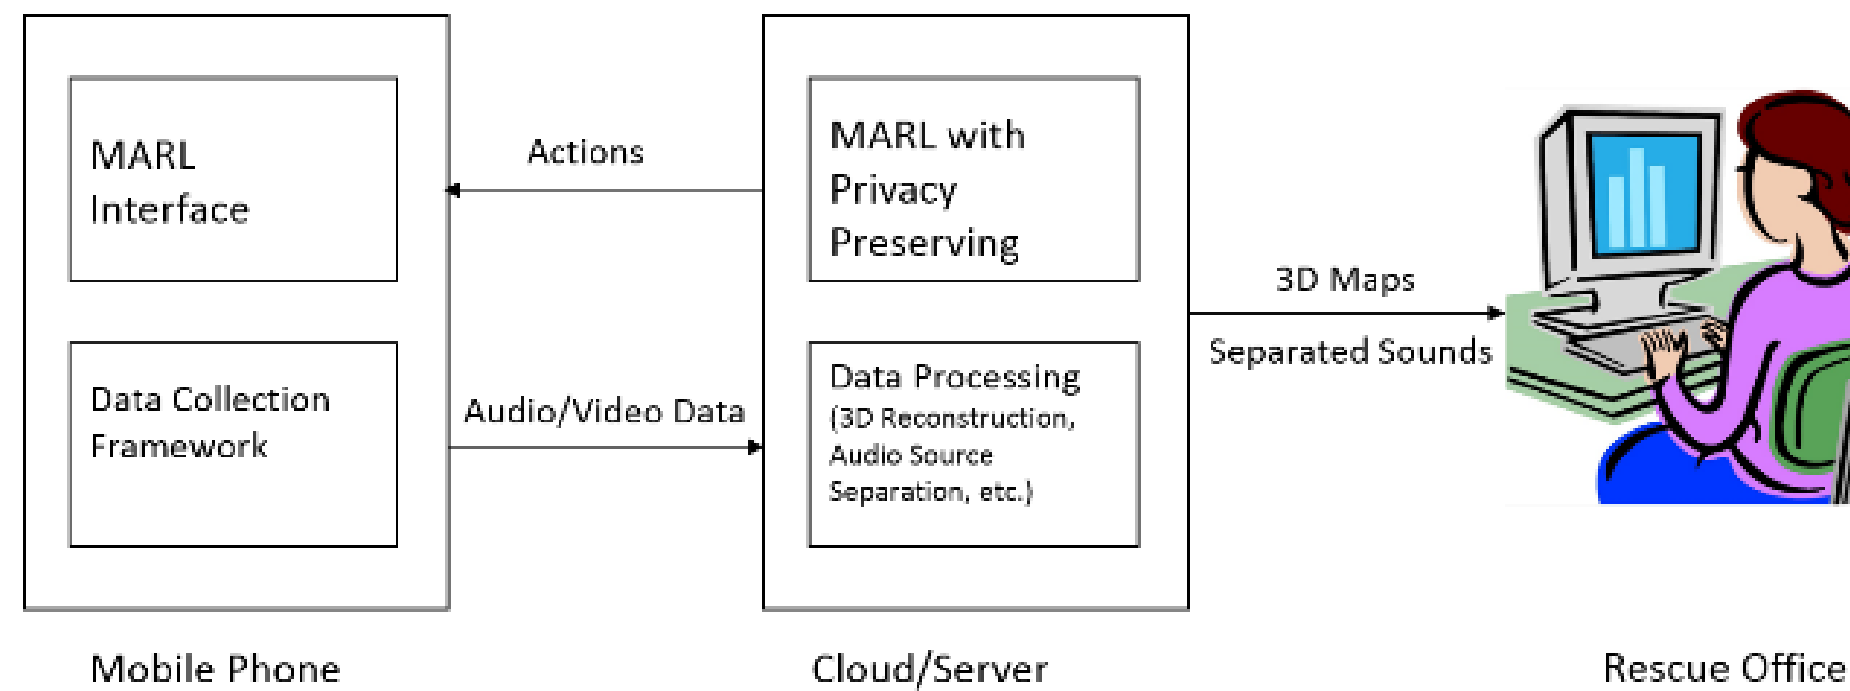 MARL
Interface
Data Collection
Framework
Mobile Phone
Actions
Audio/Video Data
MARL with
Privacy
Preserving
Data Processing
(3D Reconstruction,
Audio Source
Separation, etc.)
Cloud/Server
3D Maps
Separated Sounds
Rescue Office